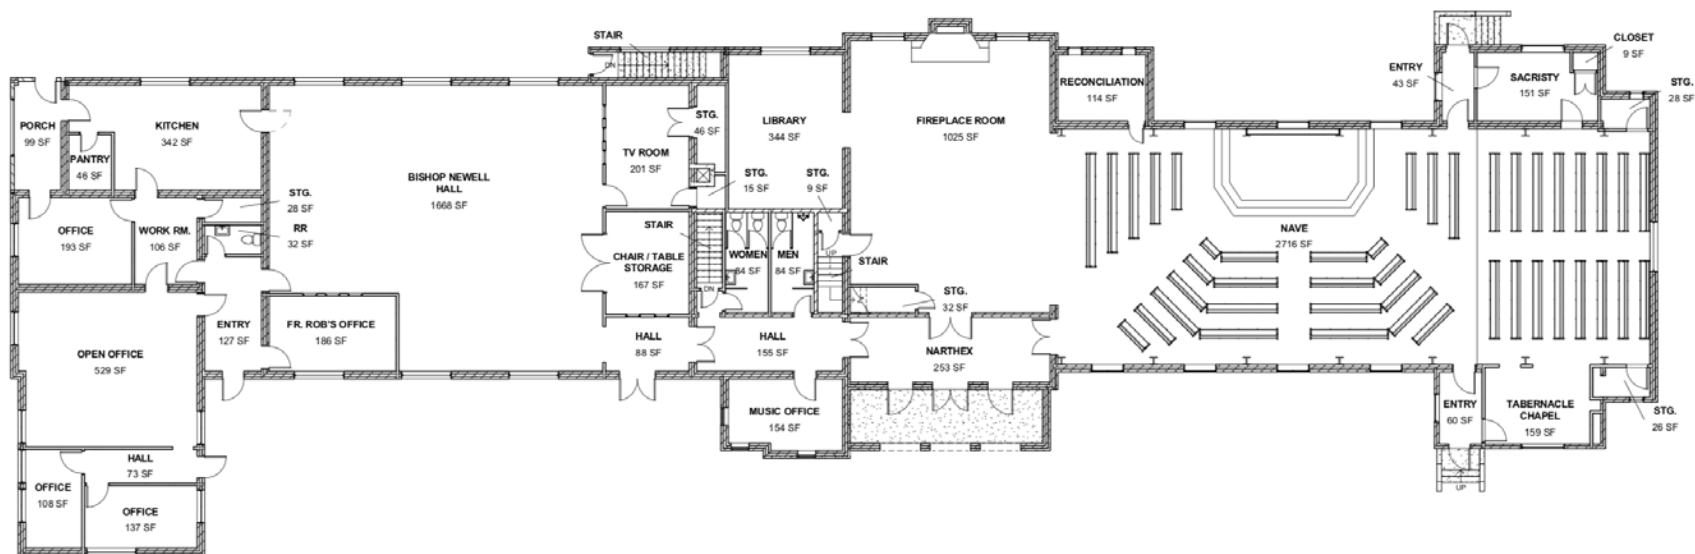 STAIR
DN
CLOSET
9 SF
ENTRY
43 SF
SACRISTY
151 SF
STG.
28 SF
RECONCILIATION
114 SF
PORCH
99 SF
KITCHEN
342 SF
PANTRY
46 SF
STG.
46 SF
LIBRARY
344 SF
FIREPLACE ROOM
1025 SF
TV ROOM
201 SF
BISHOP NEWELL
HALL
1668 SF
STG.
15 SF
STG.
9 SF
STG.
28 SF
OFFICE
193 SF
WORK RM.
106 SF
RR
32 SF
STAIR
DN
CHAIR / TABLE
STORAGE
167 SF
WOMEN
84 SF
MEN
84 SF
UP
STAIR
NAVE
2716 SF
STG.
32 SF
ENTRY
127 SF
FR. ROB'S OFFICE
186 SF
HALL
88 SF
HALL
155 SF
NARTHEX
253 SF
OPEN OFFICE
529 SF
MUSIC OFFICE
154 SF
ENTRY
60 SF
TABERNACLE
CHAPEL
159 SF
STG.
26 SF
HALL
73 SF
OFFICE
108 SF
OFFICE
137 SF
UP